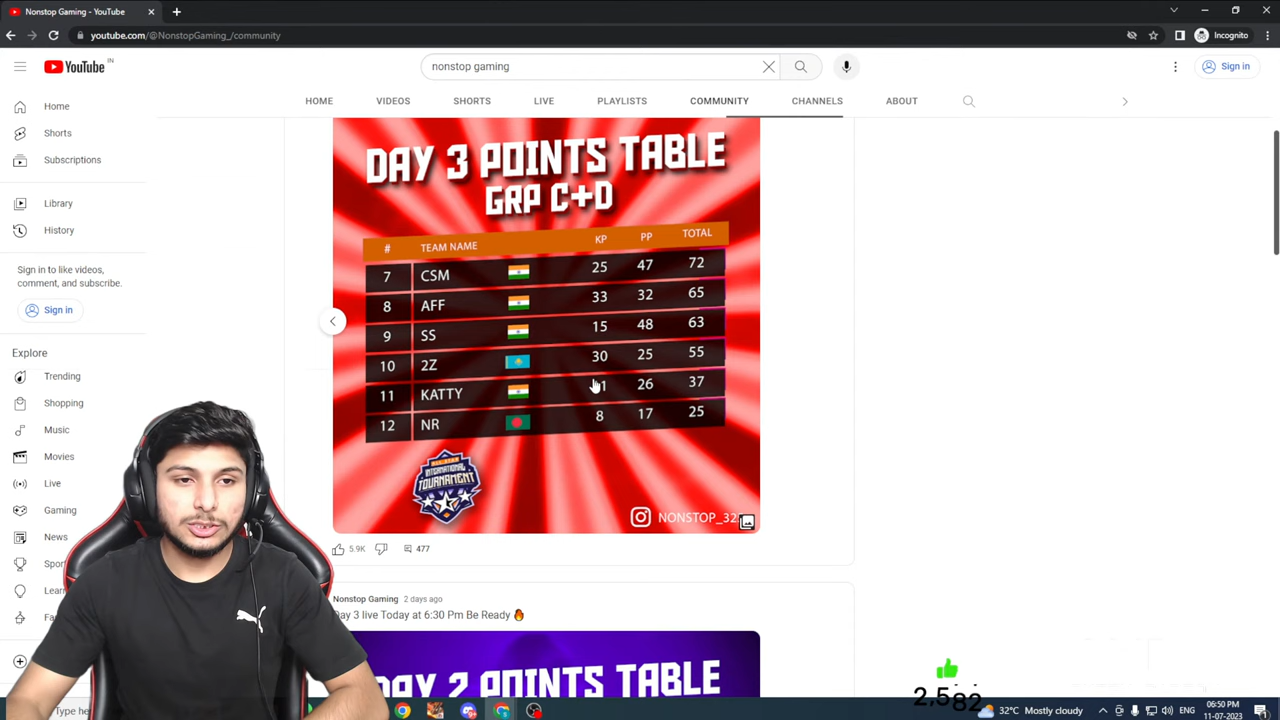 Nonstop Gaming - YouTube
youtube.com/@NonstopGaming_/community
Incognito
YouTube IN
nonstop gaming
Sign in
HOME VIDEOS SHORTS LIVE PLAYLISTS COMMUNITY CHANNELS ABOUT
Home
Shorts
Subscriptions
Library
History
Sign in to like videos,
comment, and subscribe.
Sign in
Explore
Trending
Shopping
Music
Movies
Live
Gaming
News
DAY 3 POINTS TABLE
GRP C+D
# TEAM NAME KP PP TOTAL
7 CSM 25 47 72
8 AFF 33 32 65
9 SS 15 48 63
10 2Z 30 25 55
11 KATTY 26 37
12 NR 8 17 25
INTERNATIONAL
TOURNAMENT
5.9K 477
Nonstop Gaming 2 days ago
Day 3 live Today at 6:30 Pm Be Ready 🔥
DAY 2 POINTS TABLE
Type he
32°C Mostly cloudy
06:50 PM
11-07-2023